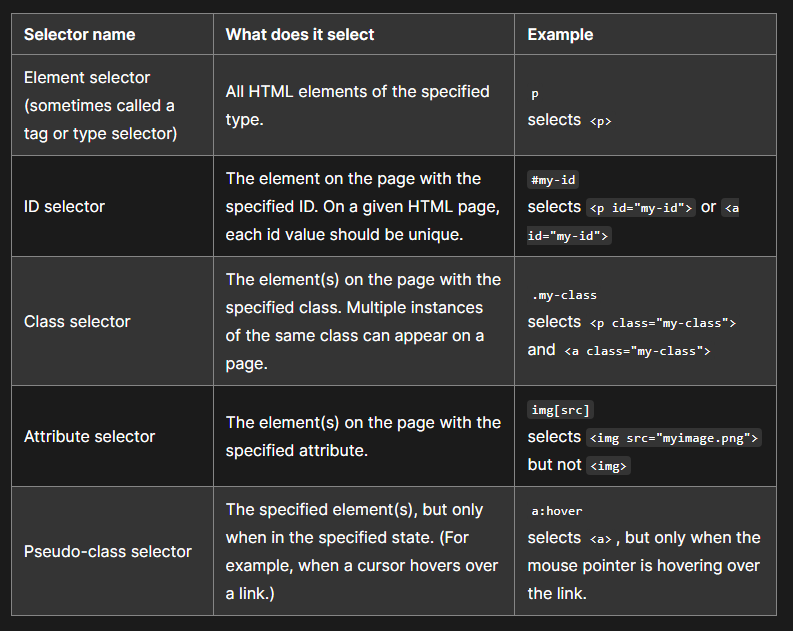 Selector name
What does it select
Example
Element selector
(sometimes called a
tag or type selector)
All HTML elements of the specified
type.
p
selects <p>
ID selector
The element on the page with the
specified ID. On a given HTML page,
each id value should be unique.
#my-id
selects <p id="my-id"> or <a
id="my-id">
Class selector
The element(s) on the page with the
specified class. Multiple instances
of the same class can appear on a
page.
.my-class
selects <p class="my-class">
and <a class="my-class">
Attribute selector
The element(s) on the page with the
specified attribute.
img[src]
selects <img src="myimage.png">
but not <img>
Pseudo-class selector
The specified element(s), but only
when in the specified state. (For
example, when a cursor hovers over
a link.)
a:hover
selects <a>, but only when the
mouse pointer is hovering over
the link.